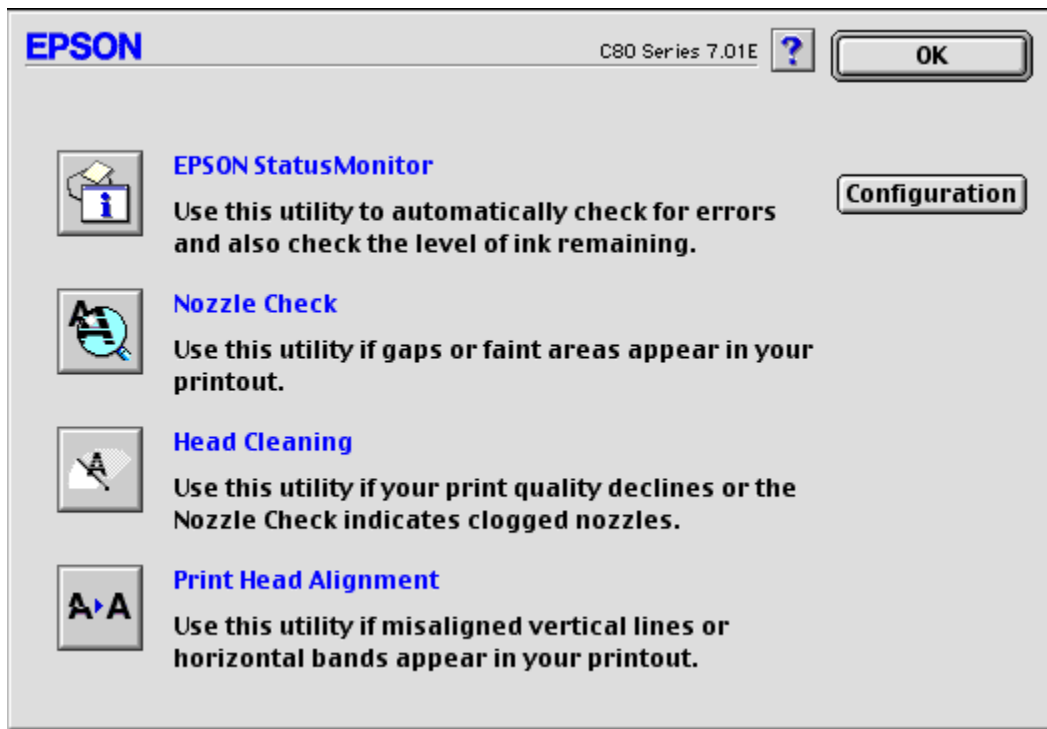 EPSON
C80 Series 7.01E
?
OK
EPSON StatusMonitor
Use this utility to automatically check for errors
and also check the level of ink remaining.
Configuration
Nozzle Check
Use this utility if gaps or faint areas appear in your
printout.
Head Cleaning
Use this utility if your print quality declines or the
Nozzle Check indicates clogged nozzles.
A▸A
Print Head Alignment
Use this utility if misaligned vertical lines or
horizontal bands appear in your printout.